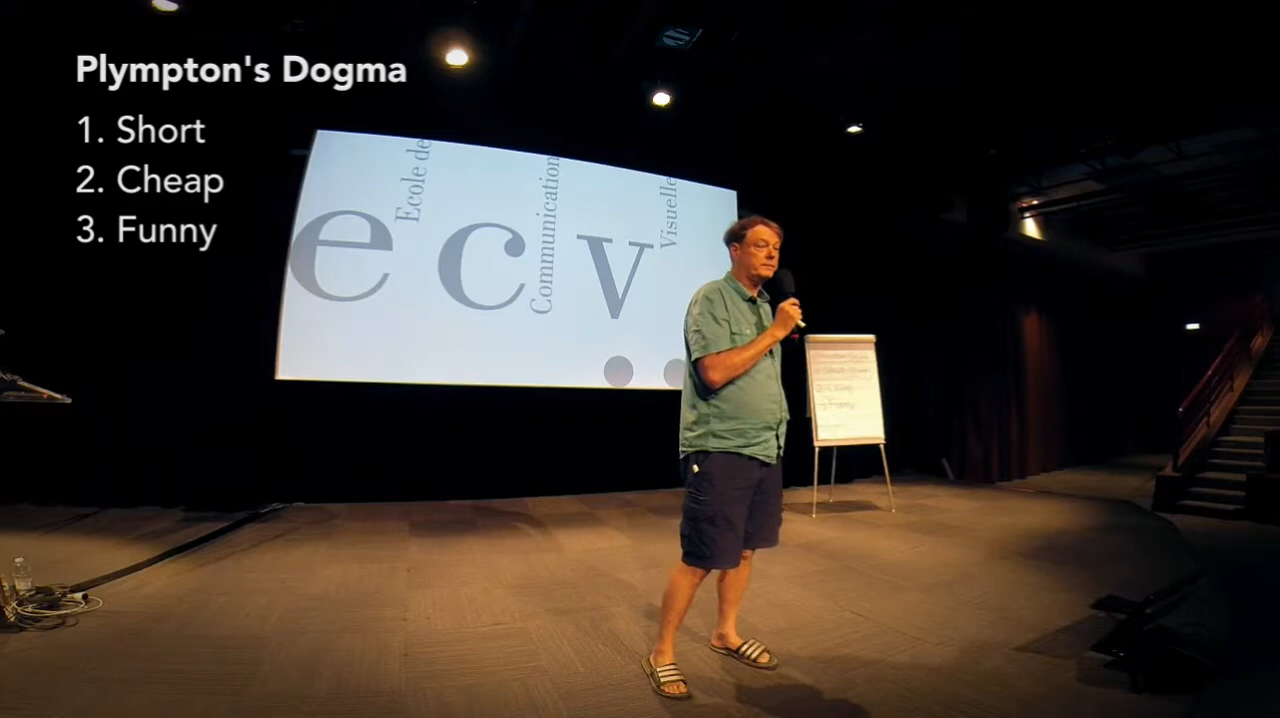 Plympton's Dogma
1. Short
2. Cheap
3. Funny
e c v
Ecole de
Communication
Visuelle